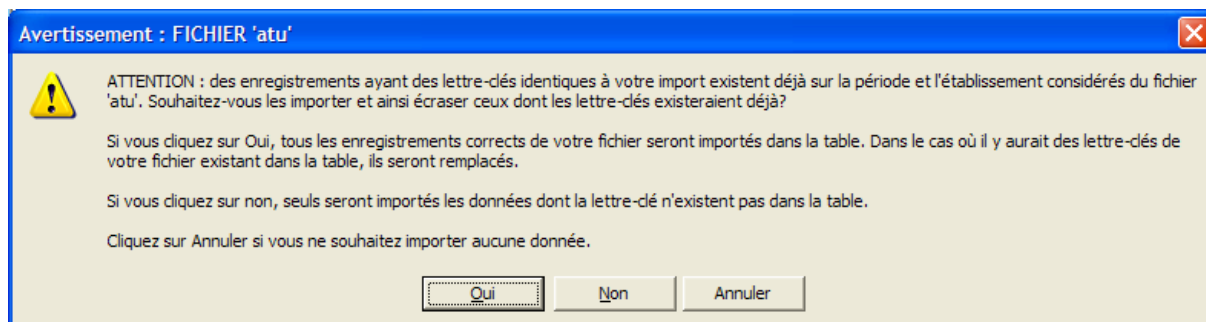 Avertissement : FICHIER 'atu'
ATTENTION : des enregistrements ayant des lettre-clés identiques à votre import existent déjà sur la période et l'établissement considérés du fichier
'atu'. Souhaitez-vous les importer et ainsi écraser ceux dont les lettre-clés existeraient déjà?
Si vous cliquez sur Oui, tous les enregistrements corrects de votre fichier seront importés dans la table. Dans le cas où il y aurait des lettre-clés de
votre fichier existant dans la table, ils seront remplacés.
Si vous cliquez sur non, seuls seront importés les données dont la lettre-clé n'existent pas dans la table.
Cliquez sur Annuler si vous ne souhaitez importer aucune donnée.
Oui Non Annuler